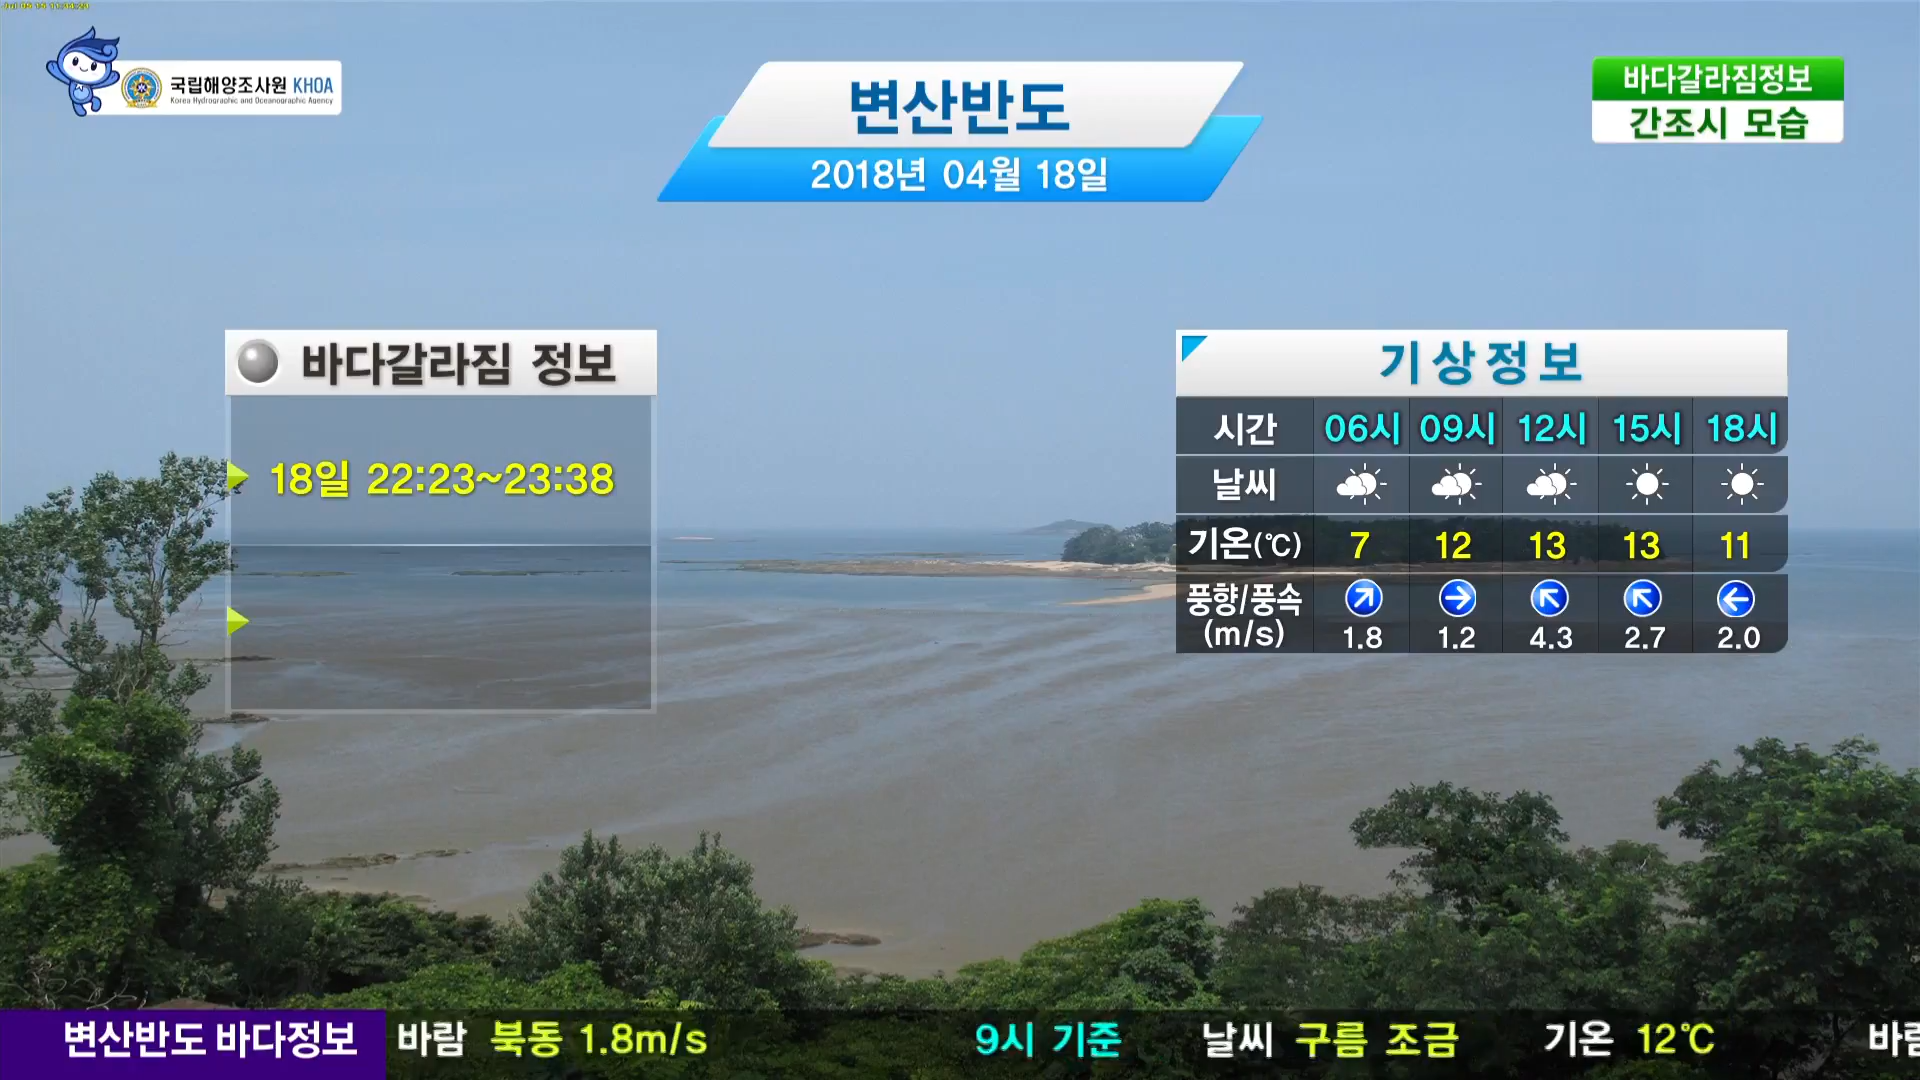 국립해양조사원 KHOA
Korea Hydrographic and Oceanographic Agency
변산반도
2018년 04월 18일
바다갈라짐정보
간조시 모습
바다갈라짐 정보
18일 22:23~23:38
기상정보
시간 06시 09시 12시 15시 18시
날씨
기온(℃) 7 12 13 13 11
풍향/풍속
(m/s) 1.8 1.2 4.3 2.7 2.0
변산반도 바다정보 바람 북동 1.8m/s 9시 기준 날씨 구름 조금 기온 12℃ 바람